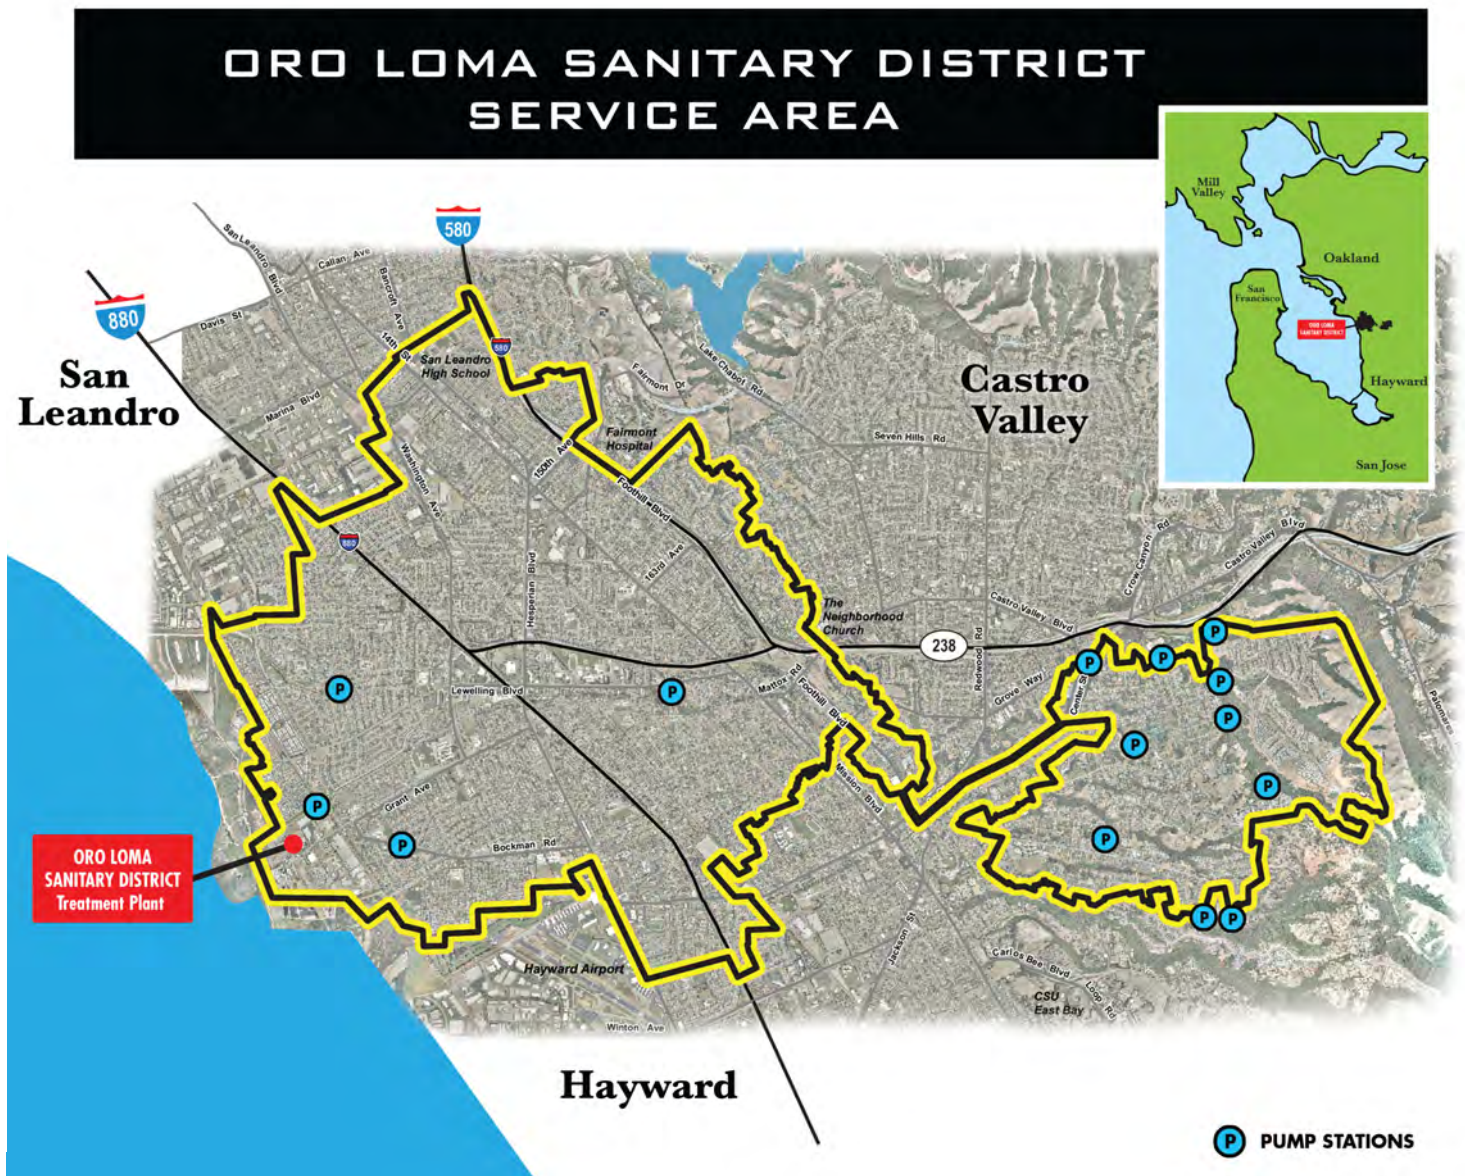 ORO LOMA SANITARY DISTRICT
SERVICE AREA
Mill
Valley
Oakland
San
Francisco
ORO LOMA
SANITARY DISTRICT
Hayward
San Jose
580
880
San Leandro Blvd
Callan Ave
Bancroft Ave
Davis St
14th St
San Leandro
High School
580
Lake Chabot Rd
Fairmont Dr
San
Leandro
Marina Blvd
Castro
Valley
Fairmont
Hospital
Seven Hills Rd
150th Ave
Washington Ave
Foothill Blvd
880
163rd Ave
Hesperian Blvd
Crow Canyon Rd
Castro Valley Blvd
The
Neighborhood
Church
Castro Valley Blvd
238
Redwood Rd
P
P
P
P
P
P
Lewelling Blvd
Mattox Rd
Foothill Blvd
Grove Way
Center St
Palomares
P
P
Mission Blvd
P
Grant Ave
P
P
Bockman Rd
P
ORO LOMA
SANITARY DISTRICT
Treatment Plant
P
P
Jackson St
Hayward Airport
Carlos Bee Blvd
Loop Rd
CSU
East Bay
Winton Ave
Hayward
P PUMP STATIONS